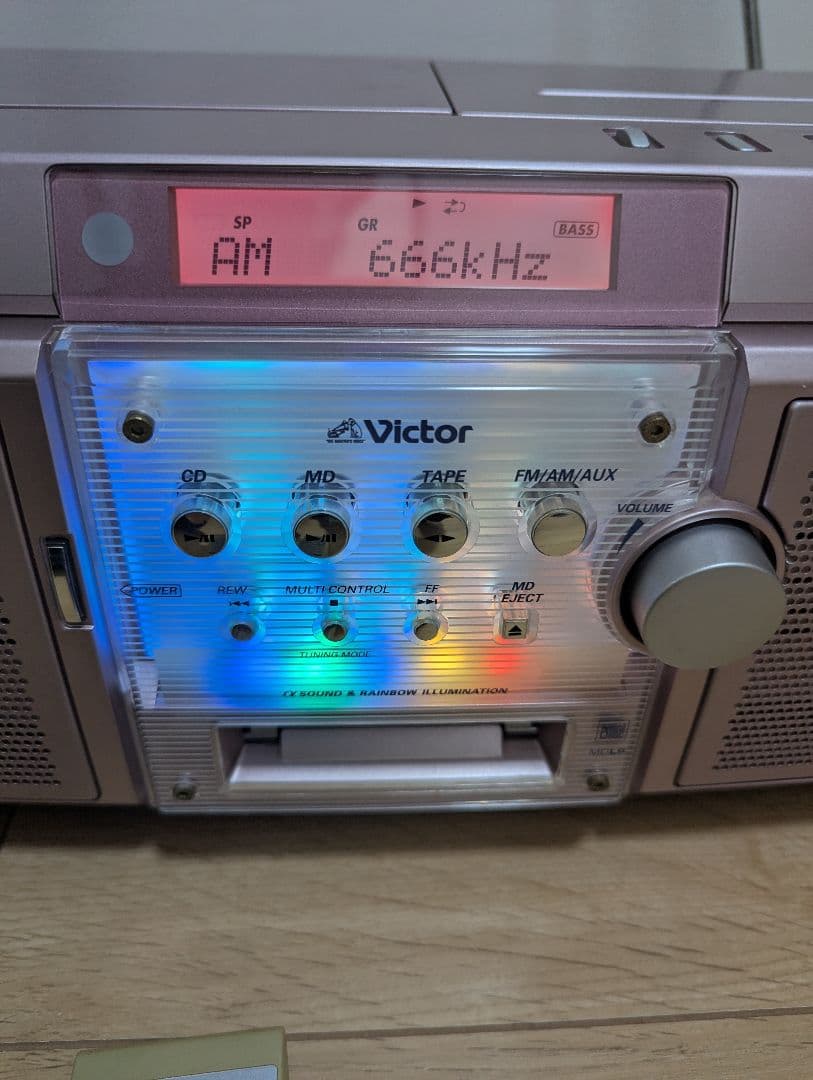 SP GR BASS
AM 666kHz
Victor
CD MD TAPE FM/AM/AUX
VOLUME
POWER REW MULTI CONTROL FF MD EJECT
TUNING MODE
SOUND & RAINBOW ILLUMINATION